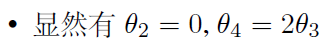 • 显然有 θ₂ = 0, θ₄ = 2θ₃